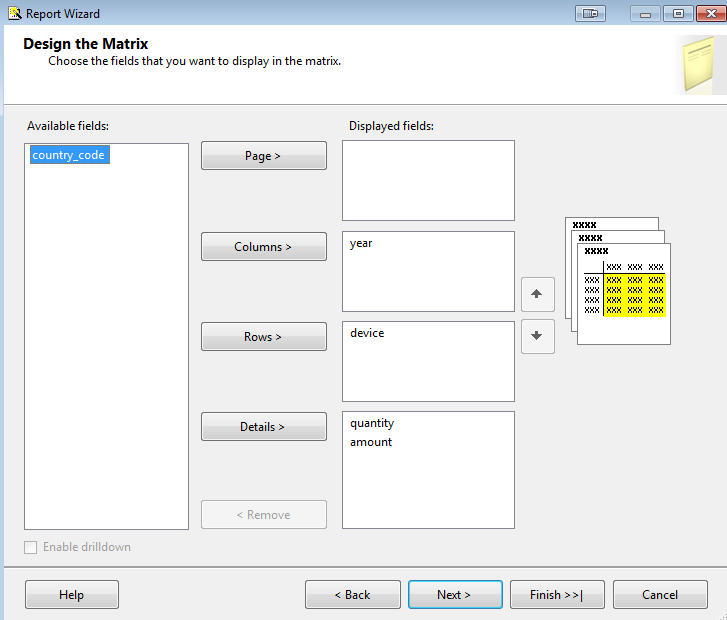 Report Wizard
Design the Matrix
Choose the fields that you want to display in the matrix.
Available fields:
country_code
Page >
Columns >
Rows >
Details >
< Remove
Displayed fields:
year
device
quantity
amount
xxxx
xxxx
xxxx
xxx xxx xxx
xxx xxx xxx xxx
xxx xxx xxx xxx
xxx xxx xxx xxx
xxx xxx xxx xxx
Enable drilldown
Help
< Back
Next >
Finish >>|
Cancel